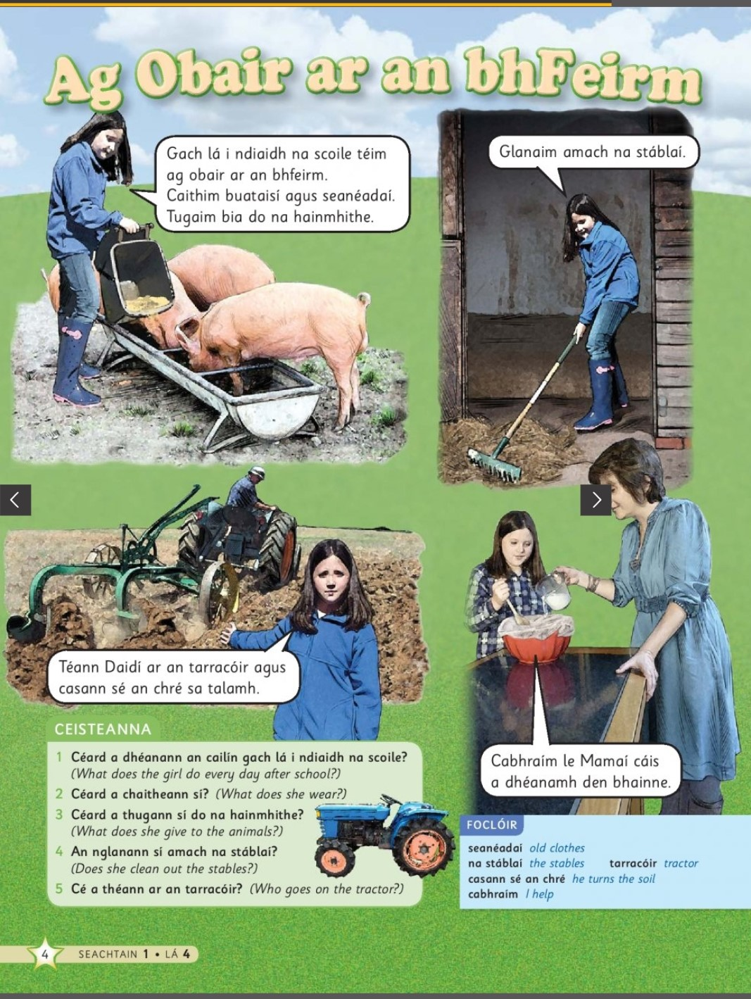 Ag Obair ar an bhFeirm
Gach lá i ndiaidh na scoile téim
ag obair ar an bhfeirm.
Caithim buataisí agus seanéadaí.
Tugaim bia do na hainmhithe.
Glanaim amach na stáblaí.
Téann Daidí ar an tarracóir agus
casann sé an chré sa talamh.
Cabhraím le Mamaí cáis
a dhéanamh den bhainne.
CEISTEANNA
1 Céard a dhéanann an cailín gach lá i ndiaidh na scoile?
(What does the girl do every day after school?)
2 Céard a chaitheann sí? (What does she wear?)
3 Céard a thugann sí do na hainmhithe?
(What does she give to the animals?)
4 An nglanann sí amach na stáblaí?
(Does she clean out the stables?)
5 Cé a théann ar an tarracóir? (Who goes on the tractor?)
FOCLÓIR
seanéadaí old clothes
na stáblaí the stables tarracóir tractor
casann sé an chré he turns the soil
cabhraím I help
4 SEACHTAIN 1 • LÁ 4